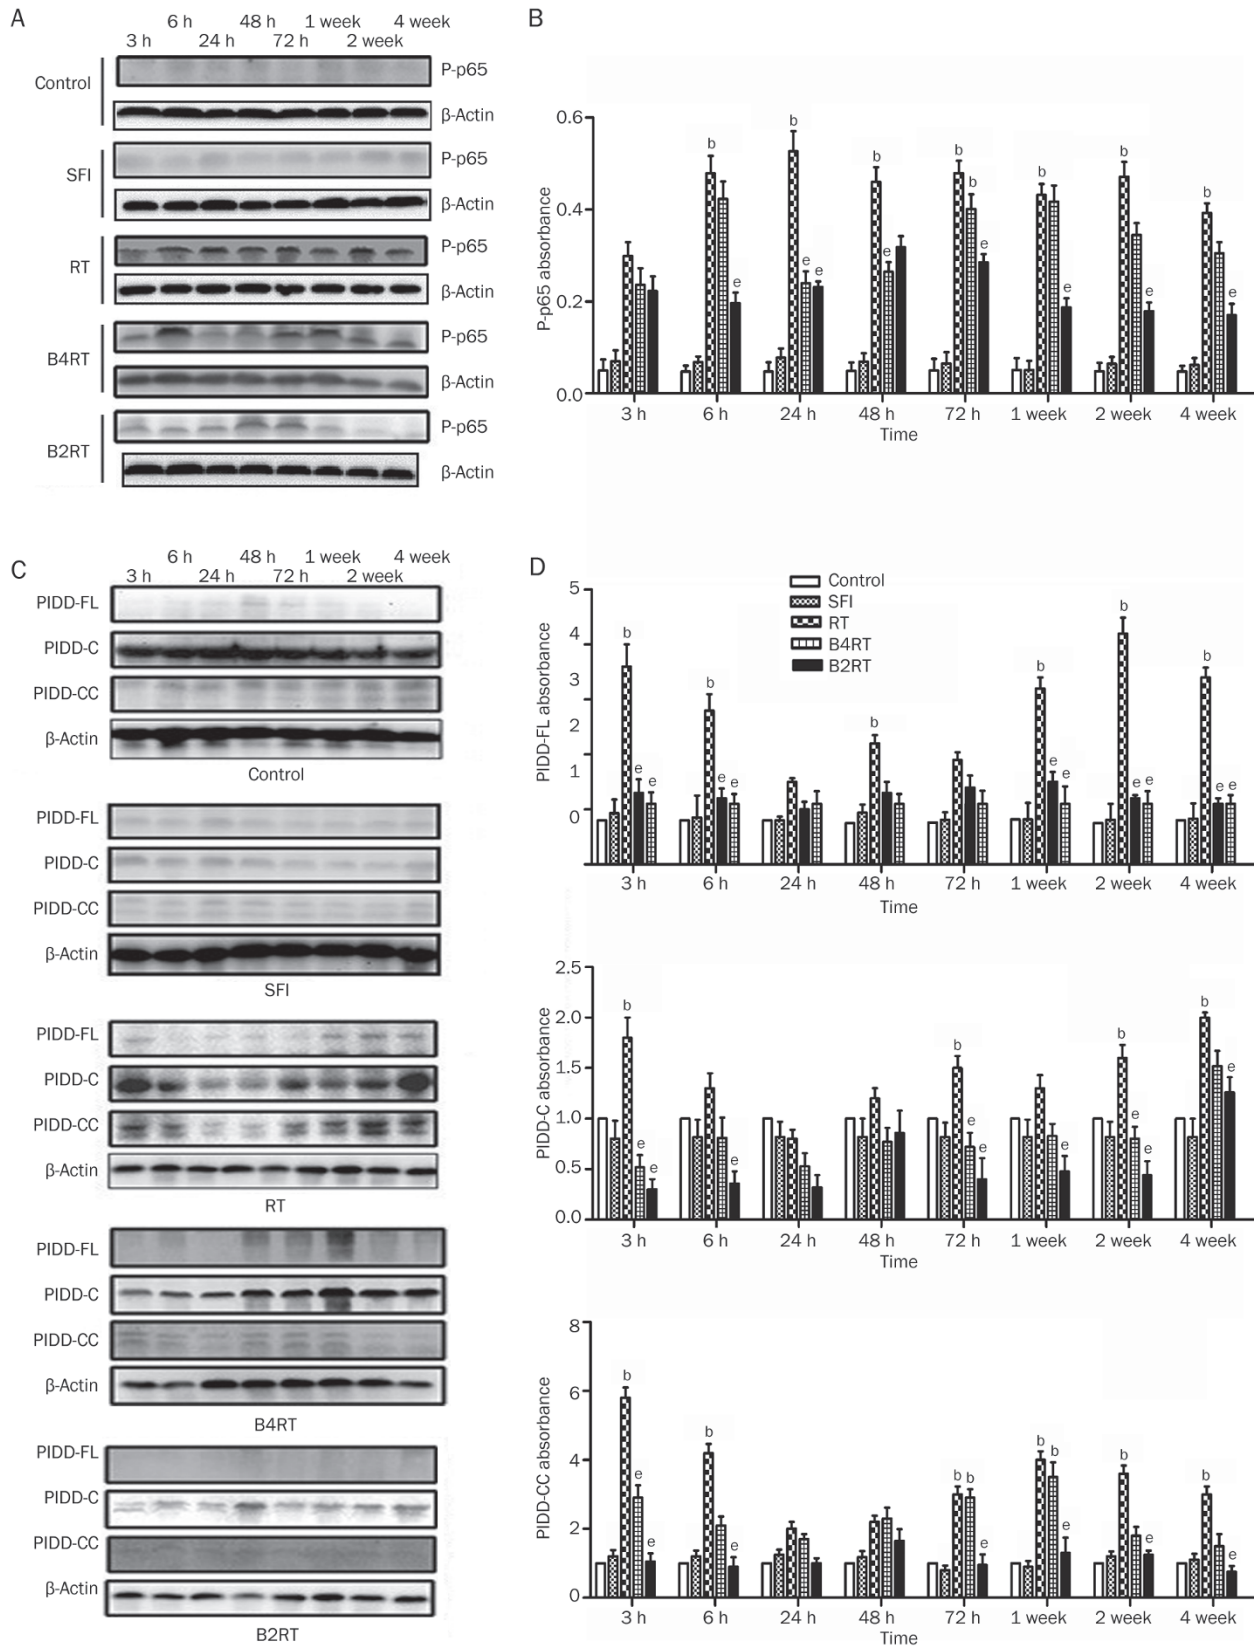 A
6 h 48 h 1 week 4 week
3 h 24 h 72 h 2 week
Control
P-p65
β-Actin
SFI
P-p65
β-Actin
RT
P-p65
β-Actin
B4RT
P-p65
β-Actin
B2RT
P-p65
β-Actin
B
P-p65 absorbance
0.6
0.4
0.2
0.0
b
b b b b b b b
b
e e e e e e e e
3 h 6 h 24 h 48 h 72 h 1 week 2 week 4 week
Time
C
6 h 48 h 1 week 4 week
3 h 24 h 72 h 2 week
PIDD-FL
PIDD-C
PIDD-CC
β-Actin
Control
PIDD-FL
PIDD-C
PIDD-CC
β-Actin
SFI
PIDD-FL
PIDD-C
PIDD-CC
β-Actin
RT
PIDD-FL
PIDD-C
PIDD-CC
β-Actin
B4RT
PIDD-FL
PIDD-C
PIDD-CC
β-Actin
B2RT
D
Control
SFI
RT
B4RT
B2RT
PIDD-FL absorbance
5
4
3
2
1
0
b b b b b b
e e e e e e e e e e
3 h 6 h 24 h 48 h 72 h 1 week 2 week 4 week
Time
PIDD-C absorbance
2.5
2.0
1.5
1.0
0.5
0.0
b b b b
e e e e e e e e e
3 h 6 h 24 h 48 h 72 h 1 week 2 week 4 week
Time
PIDD-CC absorbance
8
6
4
2
0
b b b b b b b b
e e e e e e e
3 h 6 h 24 h 48 h 72 h 1 week 2 week 4 week
Time